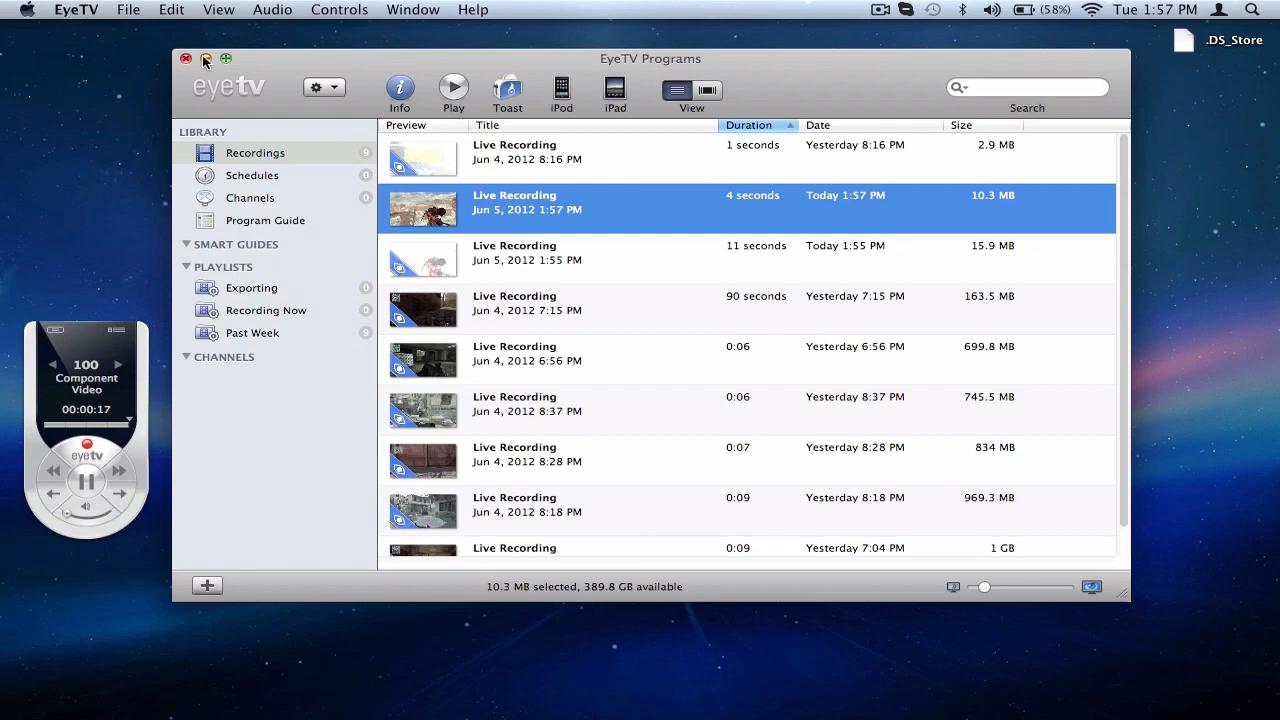 EyeTV File Edit View Audio Controls Window Help (58%) Tue 1:57 PM
.DS_Store
EyeTV Programs
eyetv
Info Play Toast iPod iPad View Search
LIBRARY
Recordings 9
Schedules 0
Channels 0
Program Guide
SMART GUIDES
PLAYLISTS
Exporting 0
Recording Now 0
Past Week 9
CHANNELS
Preview Title Duration Date Size
Live Recording 1 seconds Yesterday 8:16 PM 2.9 MB
Jun 4, 2012 8:16 PM
Live Recording 4 seconds Today 1:57 PM 10.3 MB
Jun 5, 2012 1:57 PM
Live Recording 11 seconds Today 1:55 PM 15.9 MB
Jun 5, 2012 1:55 PM
Live Recording 90 seconds Yesterday 7:15 PM 163.5 MB
Jun 4, 2012 7:15 PM
Live Recording 0:06 Yesterday 6:56 PM 699.8 MB
Jun 4, 2012 6:56 PM
Live Recording 0:06 Yesterday 8:37 PM 745.5 MB
Jun 4, 2012 8:37 PM
Live Recording 0:07 Yesterday 8:28 PM 834 MB
Jun 4, 2012 8:28 PM
Live Recording 0:09 Yesterday 8:18 PM 969.3 MB
Jun 4, 2012 8:18 PM
Live Recording 0:09 Yesterday 7:04 PM 1 GB
10.3 MB selected, 389.8 GB available
100
Component
Video
00:00:17
eyetv